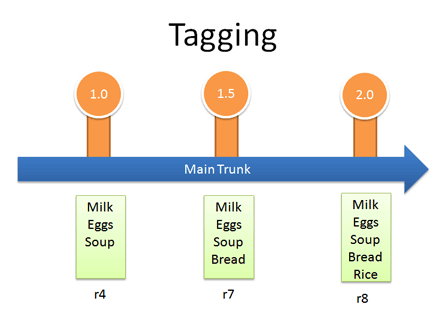 Tagging
1.0
1.5
2.0
Main Trunk
Milk
Eggs
Soup
Milk
Eggs
Soup
Bread
Milk
Eggs
Soup
Bread
Rice
r4
r7
r8